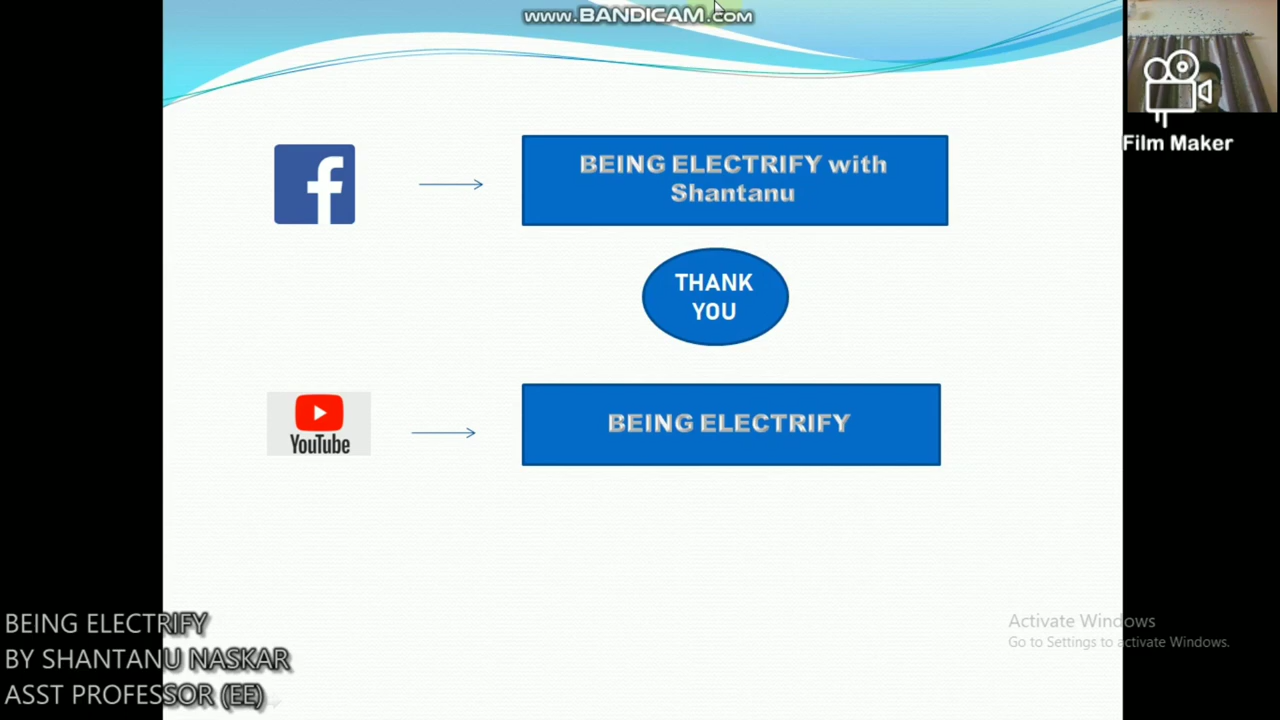 www.BANDICAM.com
Film Maker
BEING ELECTRIFY with
Shantanu
THANK
YOU
YouTube
BEING ELECTRIFY
Activate Windows
Go to Settings to activate Windows.
BEING ELECTRIFY
BY SHANTANU NASKAR
ASST PROFESSOR (EE)